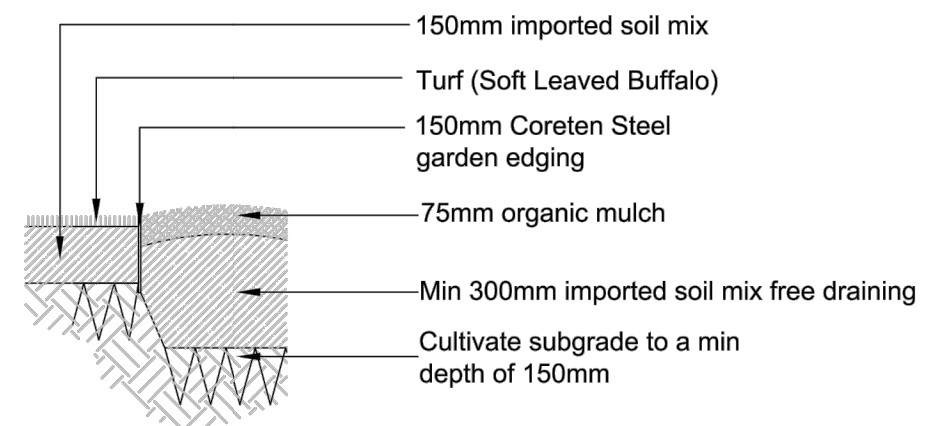 150mm imported soil mix
Turf (Soft Leaved Buffalo)
150mm Coreten Steel
garden edging
75mm organic mulch
Min 300mm imported soil mix free draining
Cultivate subgrade to a min
depth of 150mm